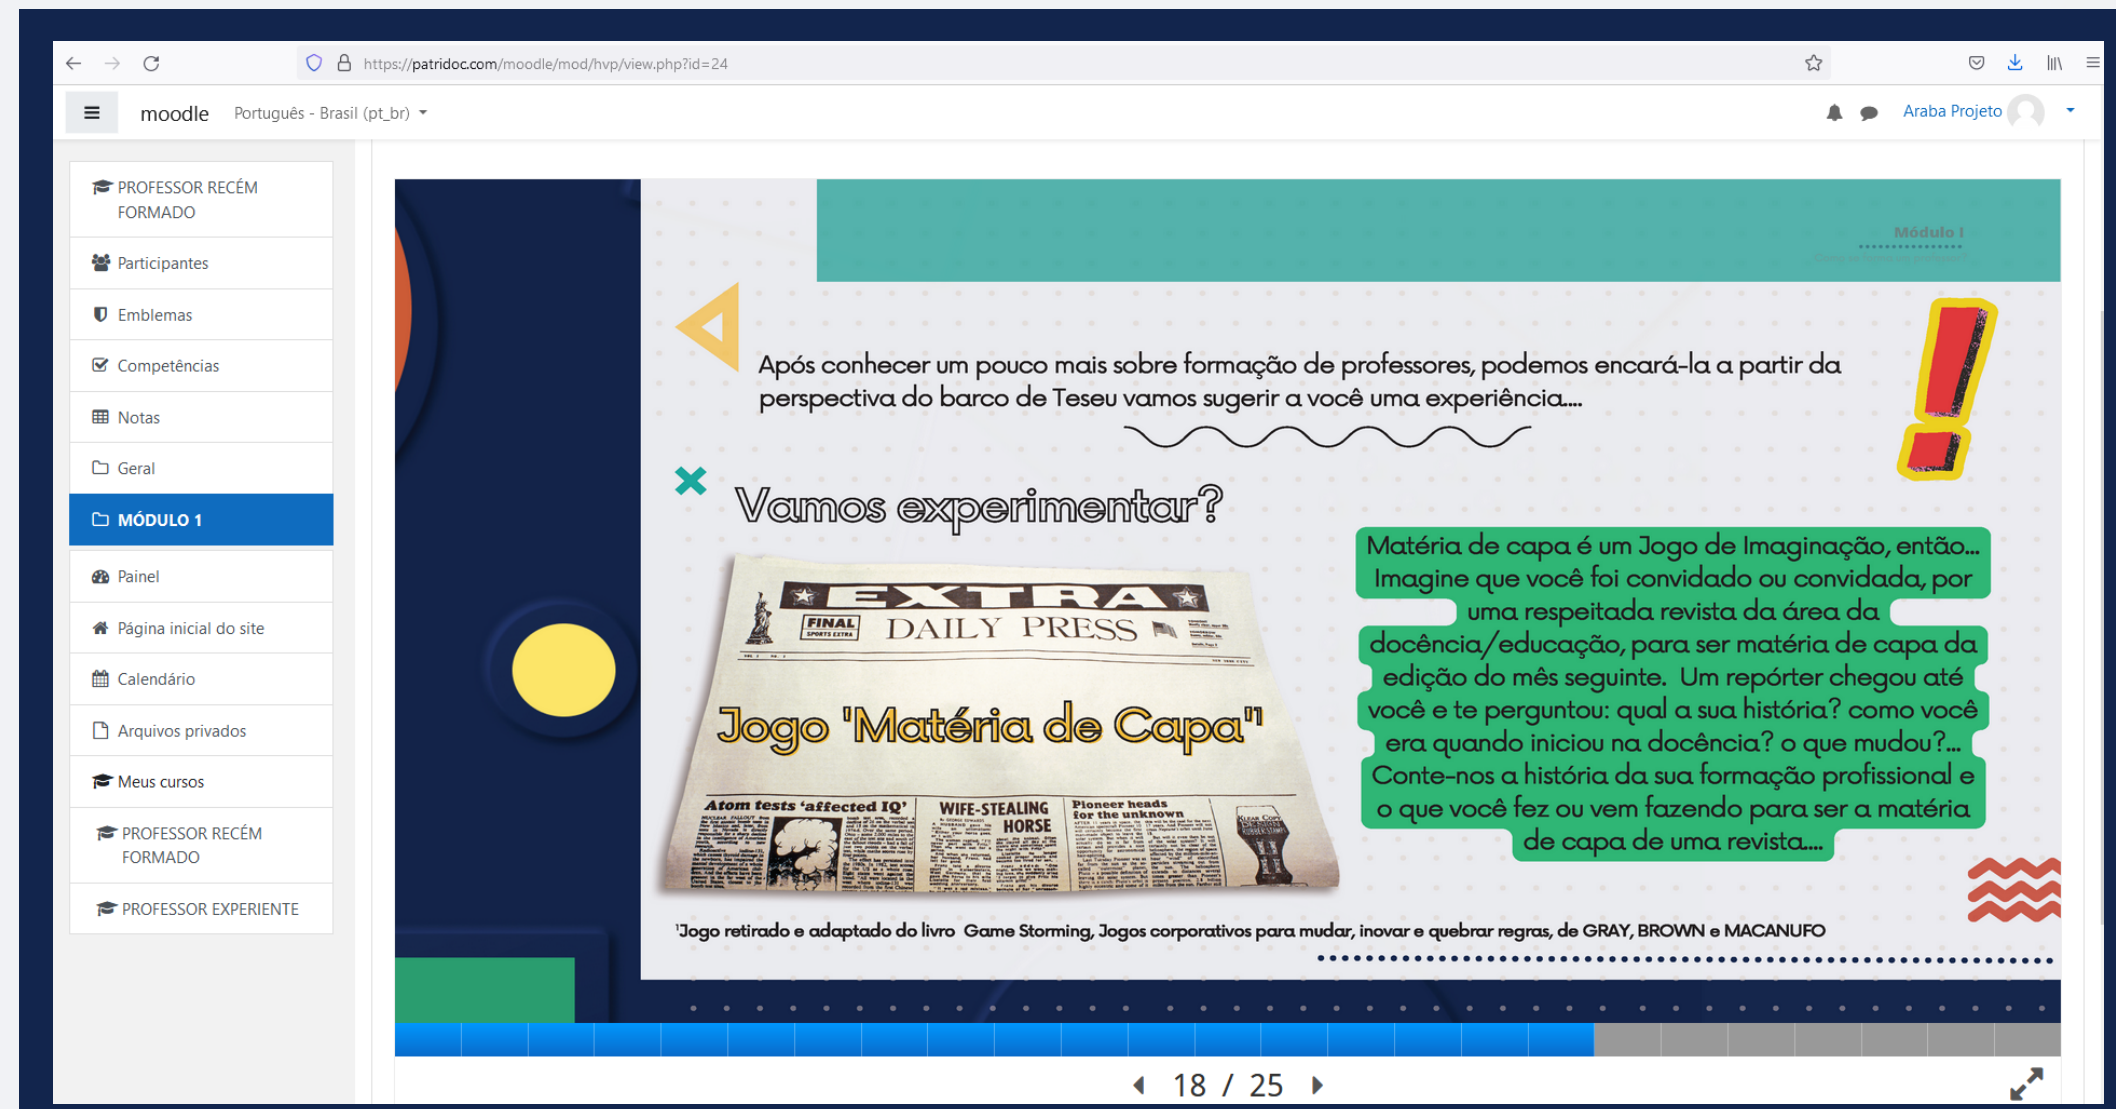 https://patridoc.com/moodle/mod/hvp/view.php?id=24
moodle Português - Brasil (pt_br)
Araba Projeto
PROFESSOR RECÉM
FORMADO
Participantes
Emblemas
Competências
Notas
Geral
MÓDULO 1
Painel
Página inicial do site
Calendário
Arquivos privados
Meus cursos
PROFESSOR RECÉM
FORMADO
PROFESSOR EXPERIENTE
Módulo I
Após conhecer um pouco mais sobre formação de professores, podemos encará-la a partir da
perspectiva do barco de Teseu vamos sugerir a você uma experiência....
Vamos experimentar?
EXTRA
FINAL
SPORTS EXTRA
DAILY PRESS
Jogo 'Matéria de Capa'¹
Atom tests ‘affected IQ’
WIFE-STEALING
HORSE
Pioneer heads
for the unknown
Matéria de capa é um Jogo de Imaginação, então...
Imagine que você foi convidado ou convidada, por
uma respeitada revista da área da
docência/educação, para ser matéria de capa da
edição do mês seguinte. Um repórter chegou até
você e te perguntou: qual a sua história? como você
era quando iniciou na docência? o que mudou?...
Conte-nos a história da sua formação profissional e
o que você fez ou vem fazendo para ser a matéria
de capa de uma revista....
¹Jogo retirado e adaptado do livro Game Storming, Jogos corporativos para mudar, inovar e quebrar regras, de GRAY, BROWN e MACANUFO
18 / 25